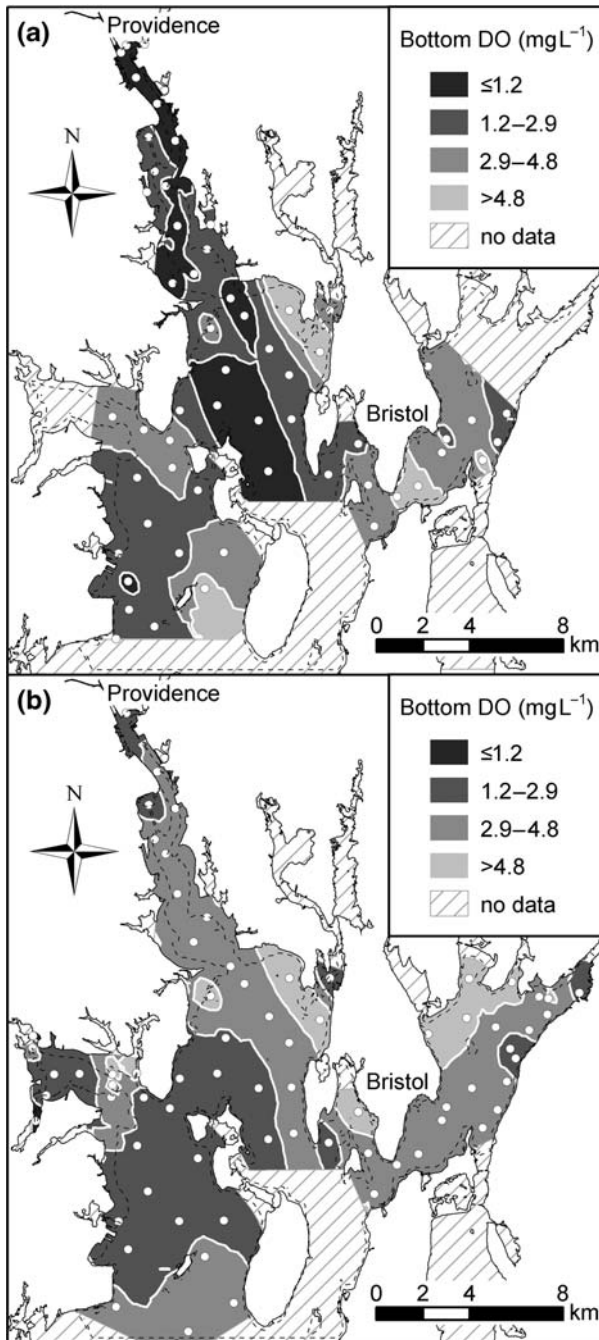 (a)
Providence
Bottom DO (mgL⁻¹)
≤1.2
1.2–2.9
2.9–4.8
>4.8
no data
N
Bristol
0 2 4 8
km
(b)
Providence
Bottom DO (mgL⁻¹)
≤1.2
1.2–2.9
2.9–4.8
>4.8
no data
N
Bristol
0 2 4 8
km